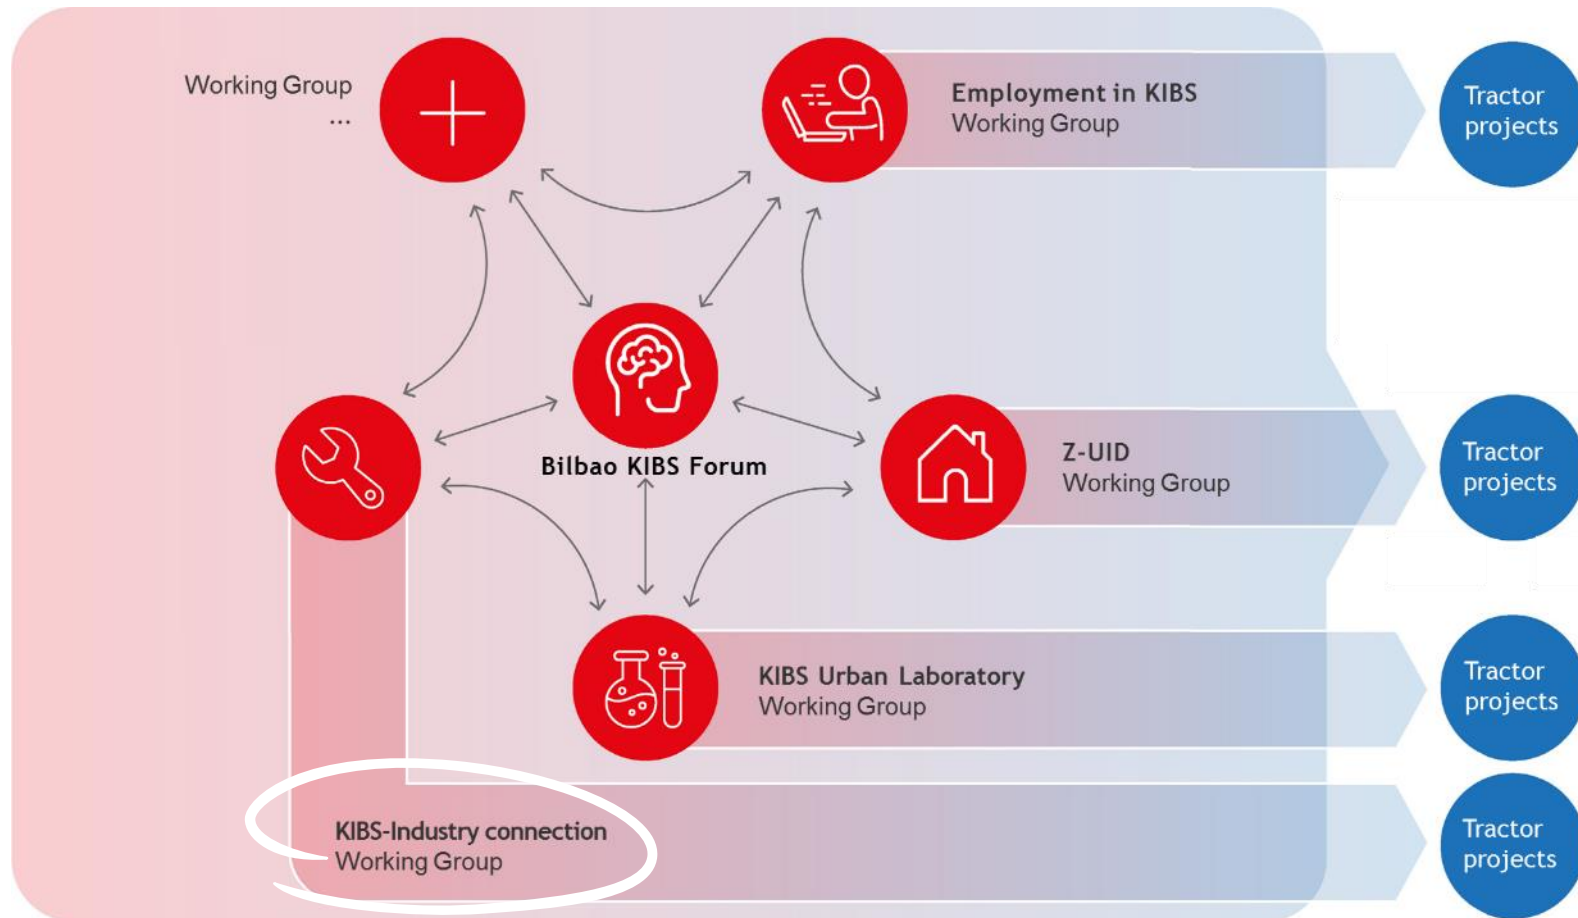 Working Group
...
Employment in KIBS
Working Group
Tractor
projects
Bilbao KIBS Forum
Z-UID
Working Group
Tractor
projects
KIBS Urban Laboratory
Working Group
Tractor
projects
KIBS-Industry connection
Working Group
Tractor
projects